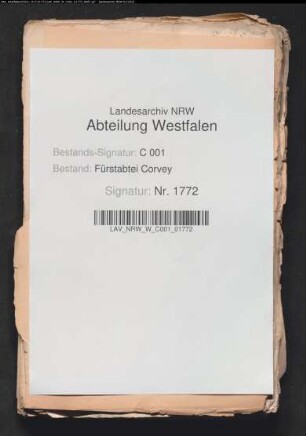 Landesarchiv NRW
Abteilung Westfalen
Bestands-Signatur: C 001
Bestand: Fürstabtei Corvey
Signatur: Nr. 1772
LAV_NRW_W_C001_01772